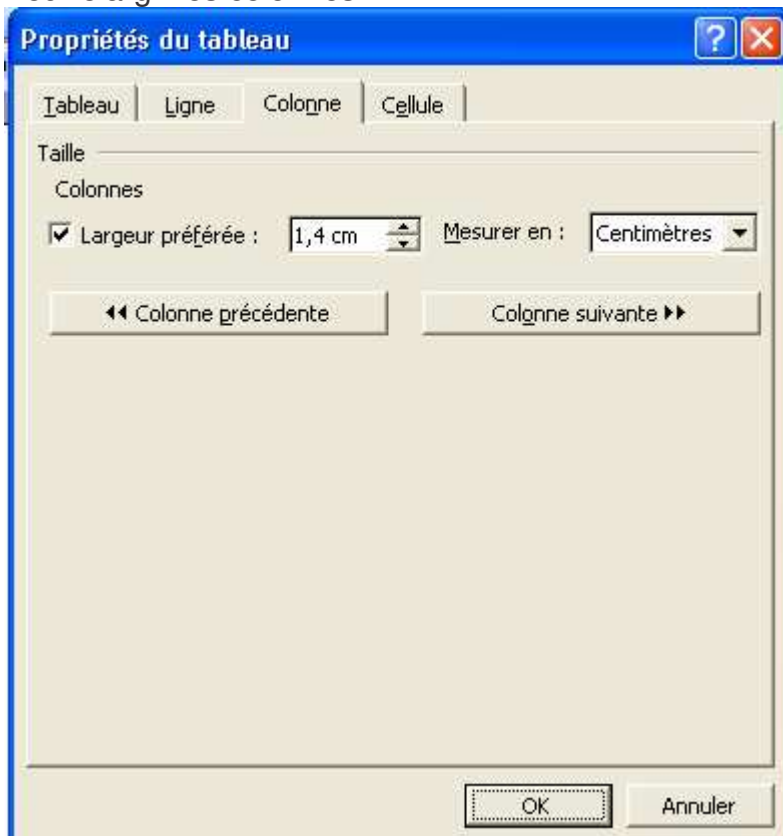 Propriétés du tableau
Tableau Ligne Colonne Cellule
Taille
Colonnes
Largeur préférée : 1,4 cm Mesurer en : Centimètres
Colonne précédente Colonne suivante
OK Annuler